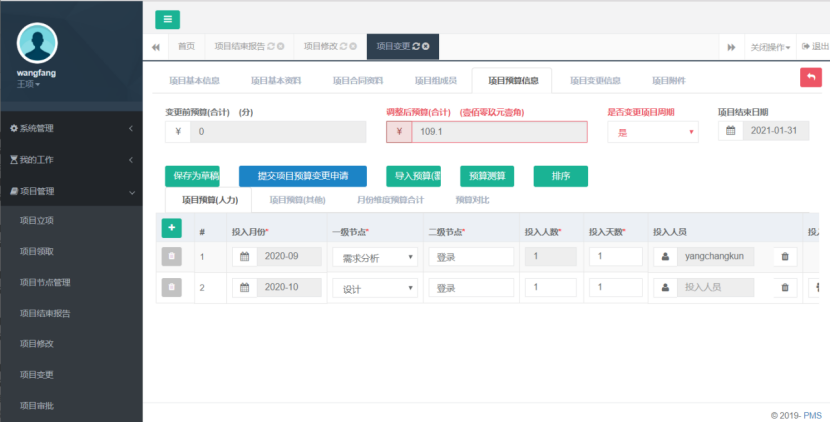 wangfang
王项
系统管理
我的工作
项目管理
项目立项
项目领取
项目节点管理
项目结束报告
项目修改
项目变更
项目审批
首页 项目结束报告 项目修改 项目变更 关闭操作 退出
项目基本信息 项目基本资料 项目合同资料 项目组成员 项目预算信息 项目变更信息 项目附件
变更前预算(合计) (分) 调整后预算(合计) (壹佰零玖元壹角) 是否变更项目周期 项目结束日期
¥ 0 ¥ 109.1 是 2021-01-31
保存为草稿 提交项目预算变更申请 导入预算(覆 预算测算 排序
项目预算(人力) 项目预算(其他) 月份维度预算合计 预算对比
# 投入月份* 一级节点* 二级节点* 投入人数* 投入天数* 投入人员
1 2020-09 需求分析 登录 1 1 yangchangkun
2 2020-10 设计 登录 1 1 投入人员
© 2019- PMS